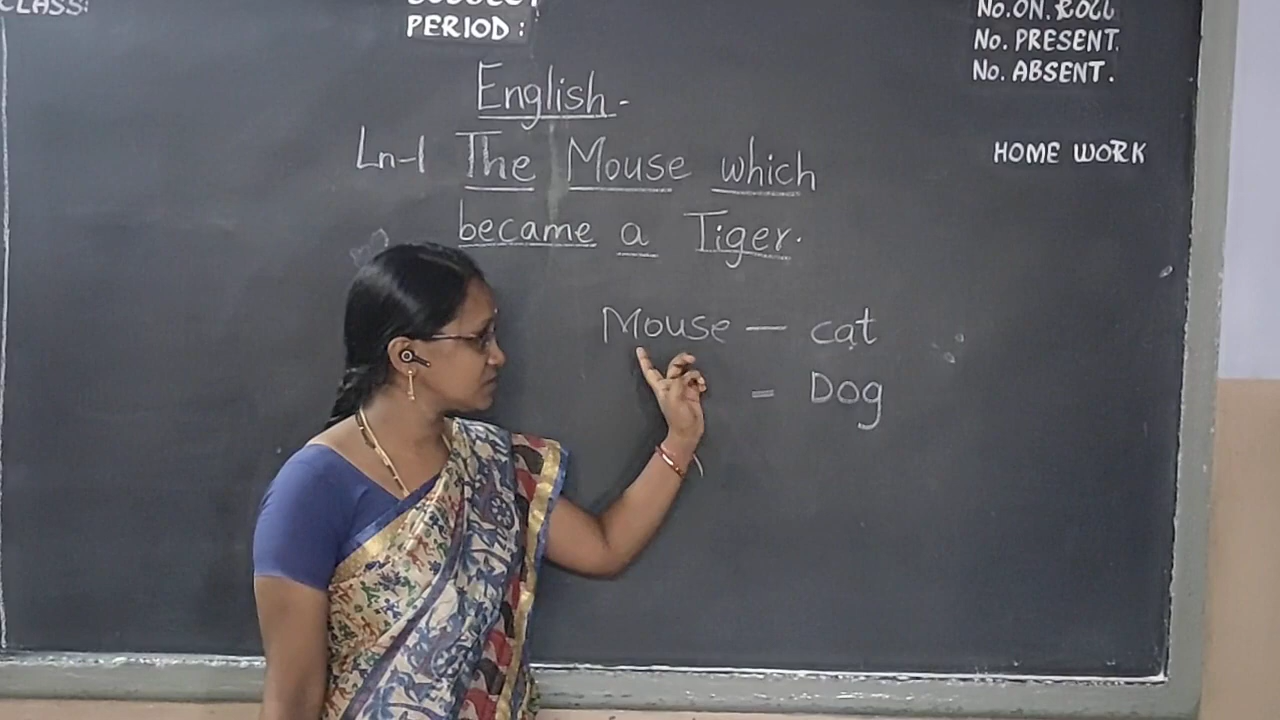 CLASS:
PERIOD:
No. ON. ROLL
No. PRESENT.
No. ABSENT.
HOME WORK
English.
Ln-1 The Mouse which
became a Tiger.
Mouse — cat
= Dog